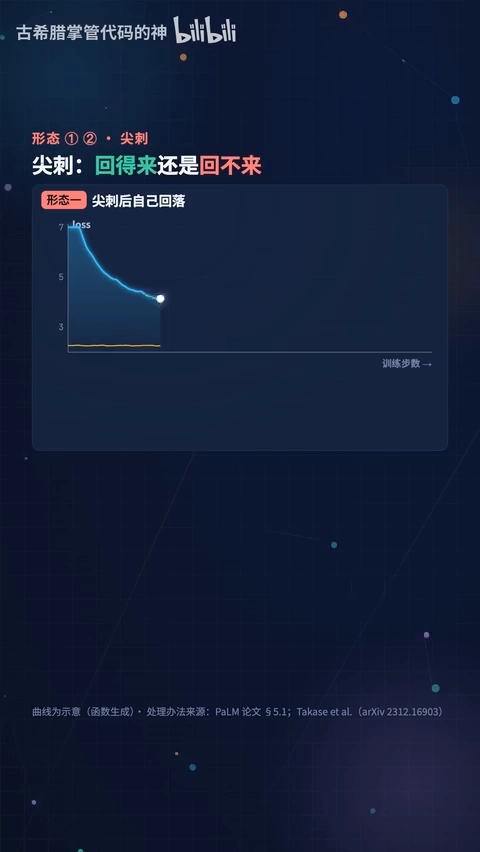 古希腊掌管代码的神 bilibili
形态 ① ② · 尖刺
尖刺：回得来还是回不来
形态一 尖刺后自己回落
loss
7
5
3
训练步数 →
曲线为示意（函数生成）· 处理办法来源：PaLM 论文 §5.1；Takase et al.（arXiv 2312.16903）